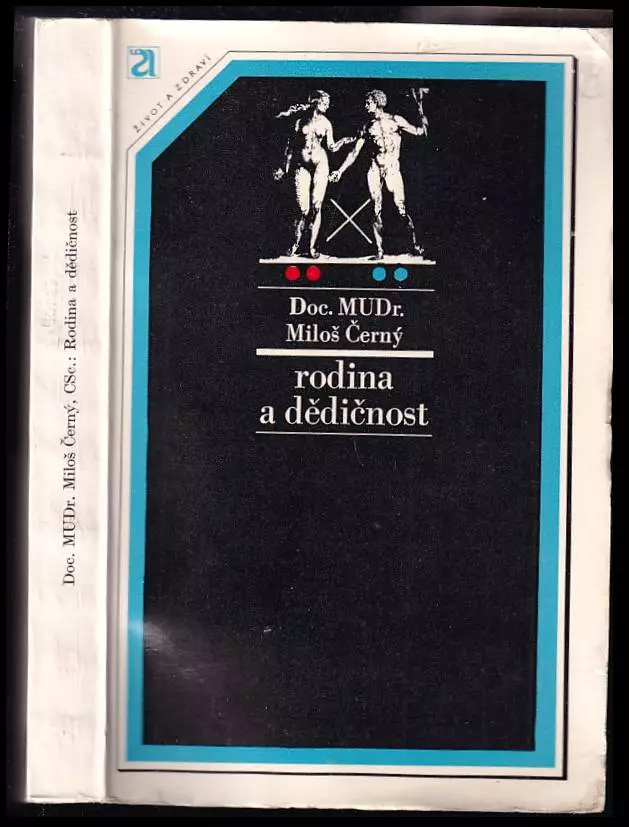 ŽIVOT A ZDRAVÍ
Doc. MUDr.
Miloš Černý
rodina
a dědičnost
Doc. MUDr. Miloš Černý, CSc.: Rodina a dědičnost